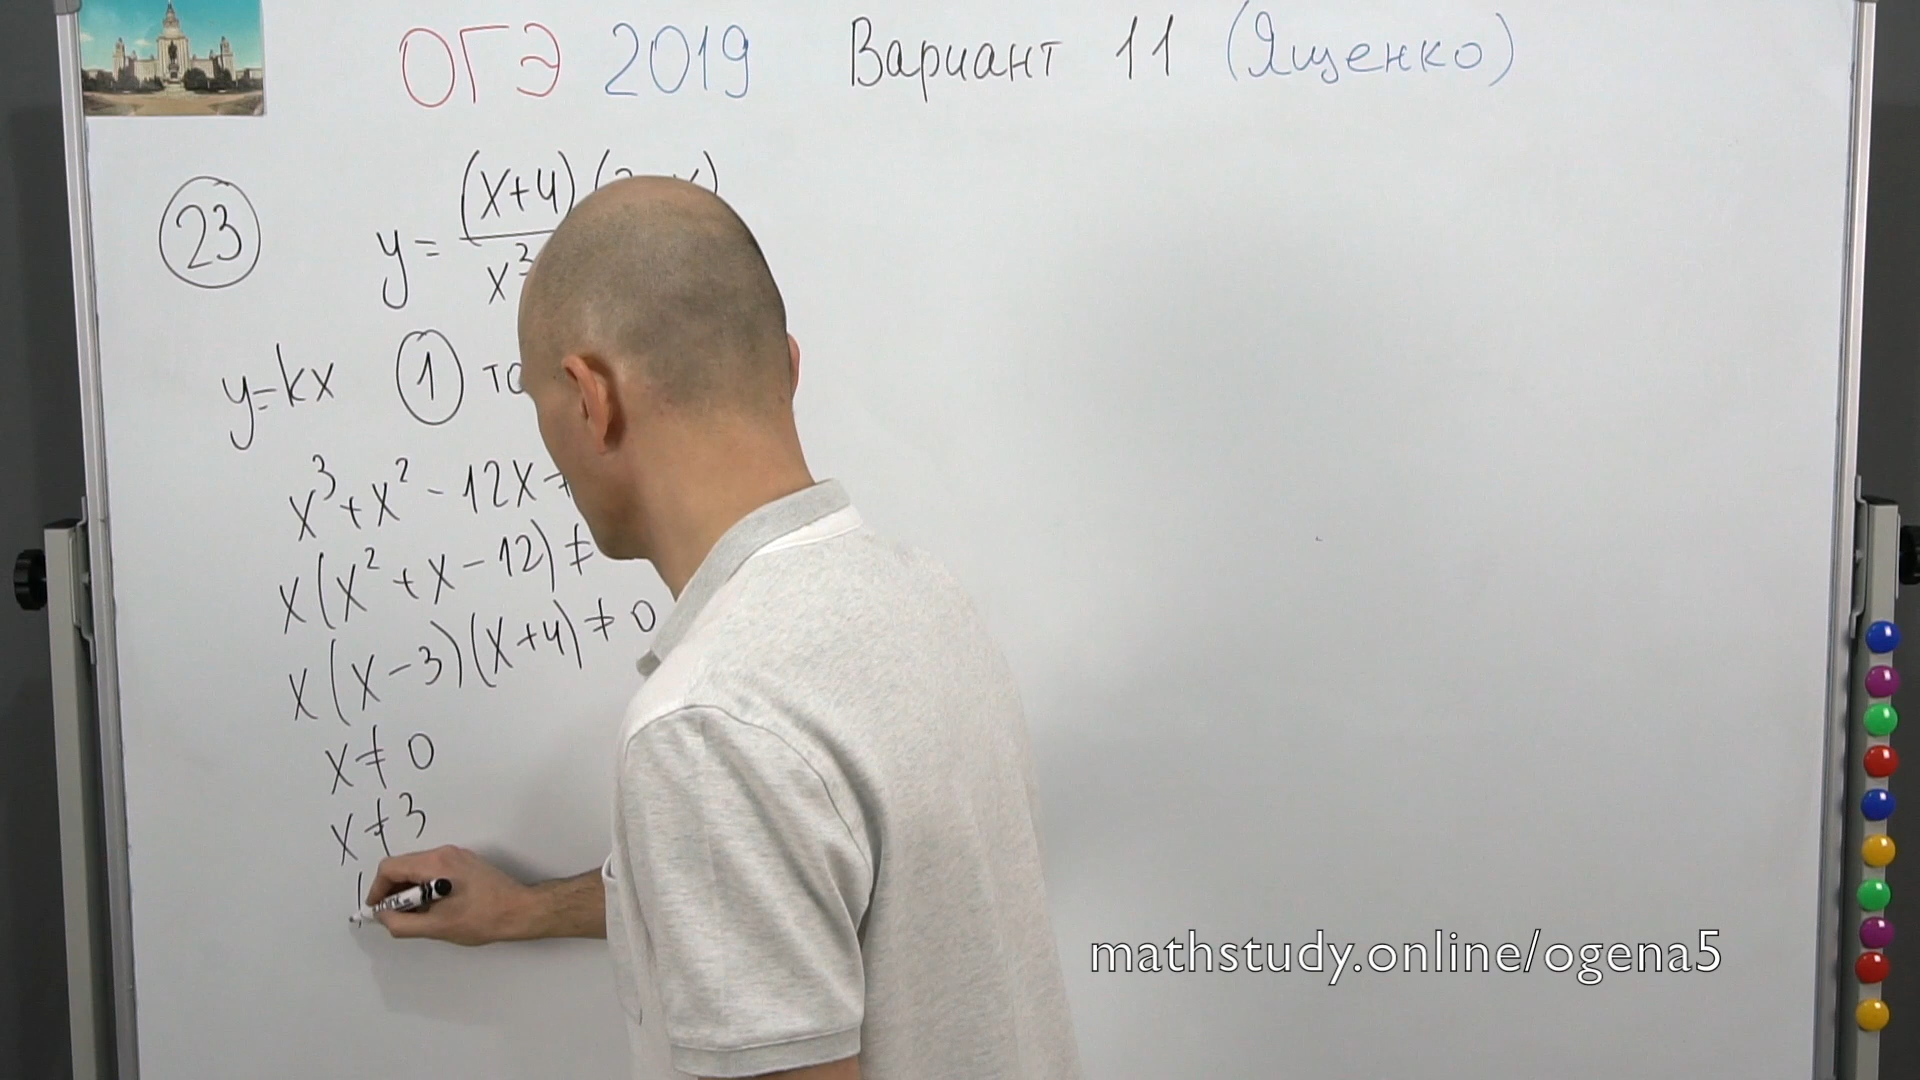 ОГЭ 2019 Вариант 11 (Ященко)
23
y = (x+4)
x³
y=kx 1
x³+x²-12x≠
x(x²+x-12)≠
x(x-3)(x+4)≠0
x≠0
x≠3
mathstudy.online/ogena5